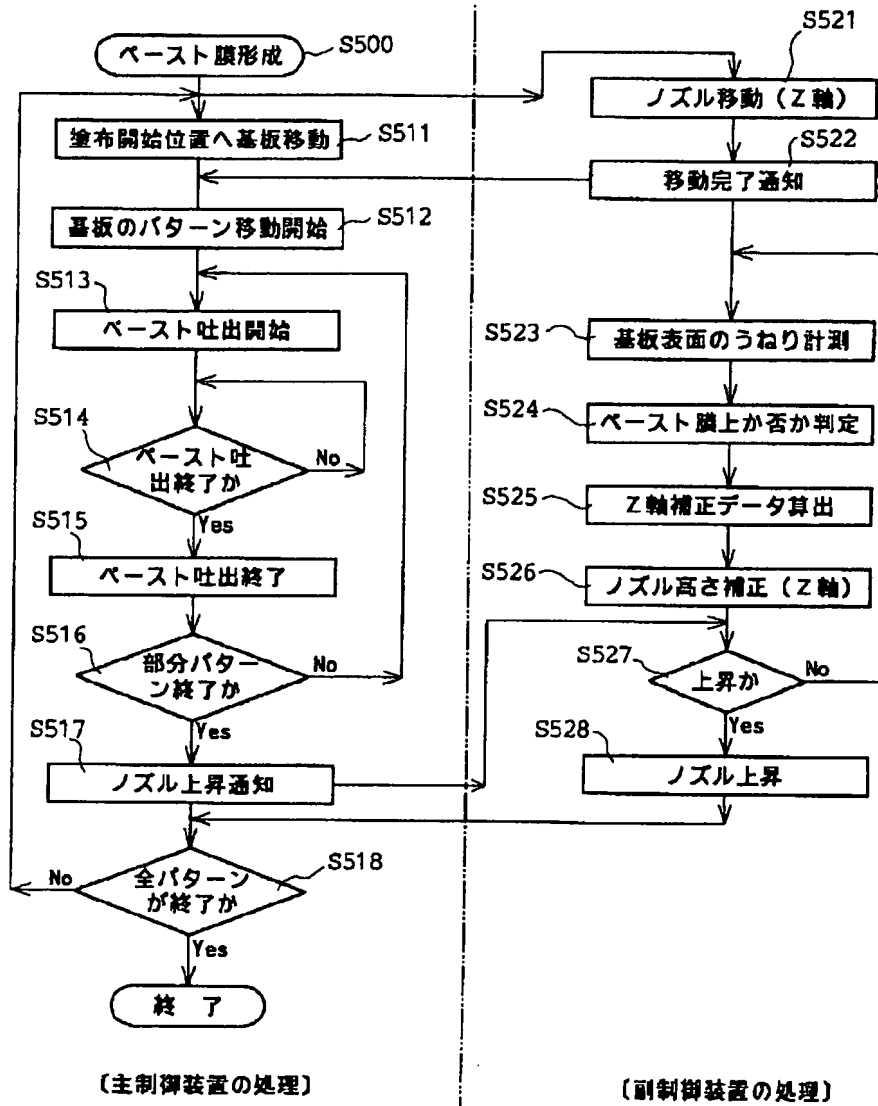 ペースト膜形成
S500
塗布開始位置へ基板移動
S511
基板のパターン移動開始
S512
S513
ペースト吐出開始
S514
ペースト吐
出終了か
No
Yes
S515
ペースト吐出終了
S516
部分パター
ン終了か
No
Yes
S517
ノズル上昇通知
S518
全パターン
が終了か
No
Yes
終 了
〔主制御装置の処理〕
S521
ノズル移動(Z軸)
S522
移動完了通知
S523
基板表面のうねり計測
S524
ペースト膜上か否か判定
S525
Z軸補正データ算出
S526
ノズル高さ補正(Z軸)
S527
上昇か
No
Yes
S528
ノズル上昇
〔副制御装置の処理〕